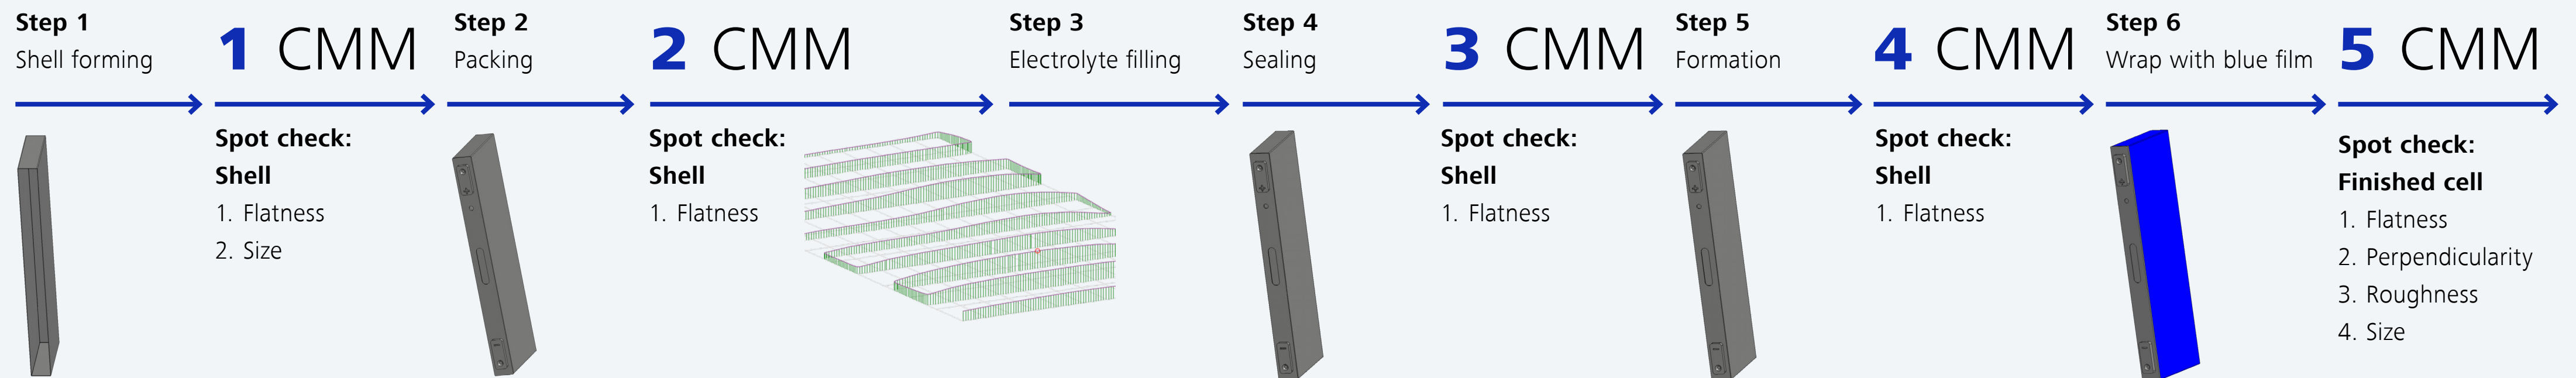 Step 1
Shell forming
1 CMM
Spot check:
Shell
1. Flatness
2. Size
Step 2
Packing
2 CMM
Spot check:
Shell
1. Flatness
Step 3
Electrolyte filling
Step 4
Sealing
3 CMM
Spot check:
Shell
1. Flatness
Step 5
Formation
4 CMM
Spot check:
Shell
1. Flatness
Step 6
Wrap with blue film
5 CMM
Spot check:
Finished cell
1. Flatness
2. Perpendicularity
3. Roughness
4. Size